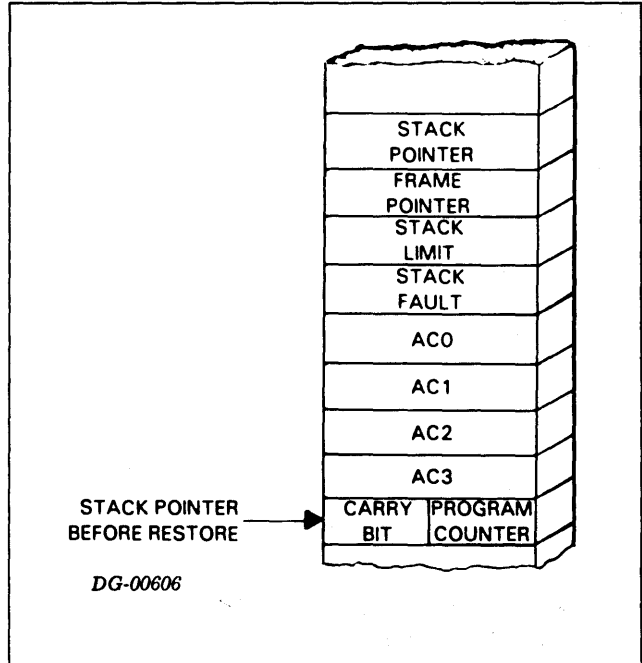 STACK
POINTER
FRAME
POINTER
STACK
LIMIT
STACK
FAULT
AC0
AC1
AC2
AC3
STACK POINTER
BEFORE RESTORE
CARRY
BIT
PROGRAM
COUNTER
DG-00606